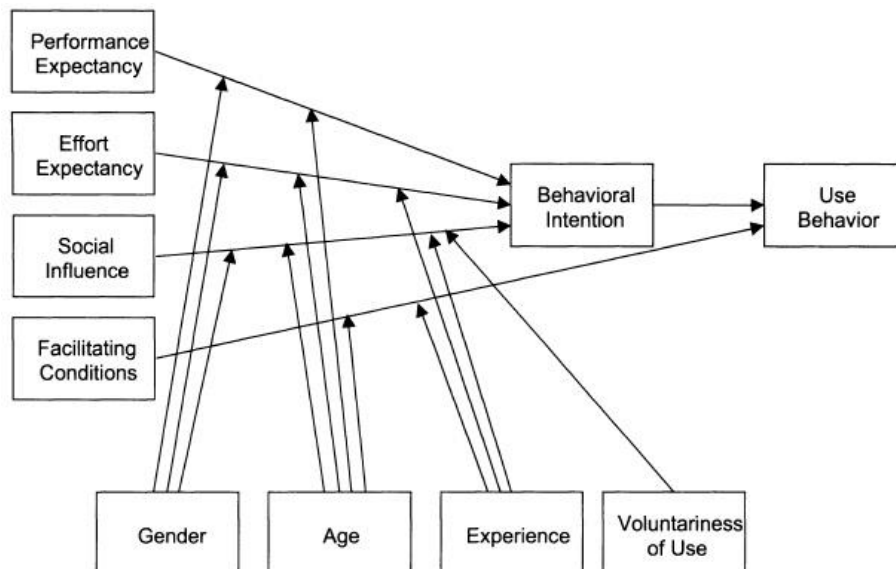 Performance
Expectancy
Effort
Expectancy
Social
Influence
Facilitating
Conditions
Behavioral
Intention
Use
Behavior
Gender
Age
Experience
Voluntariness
of Use